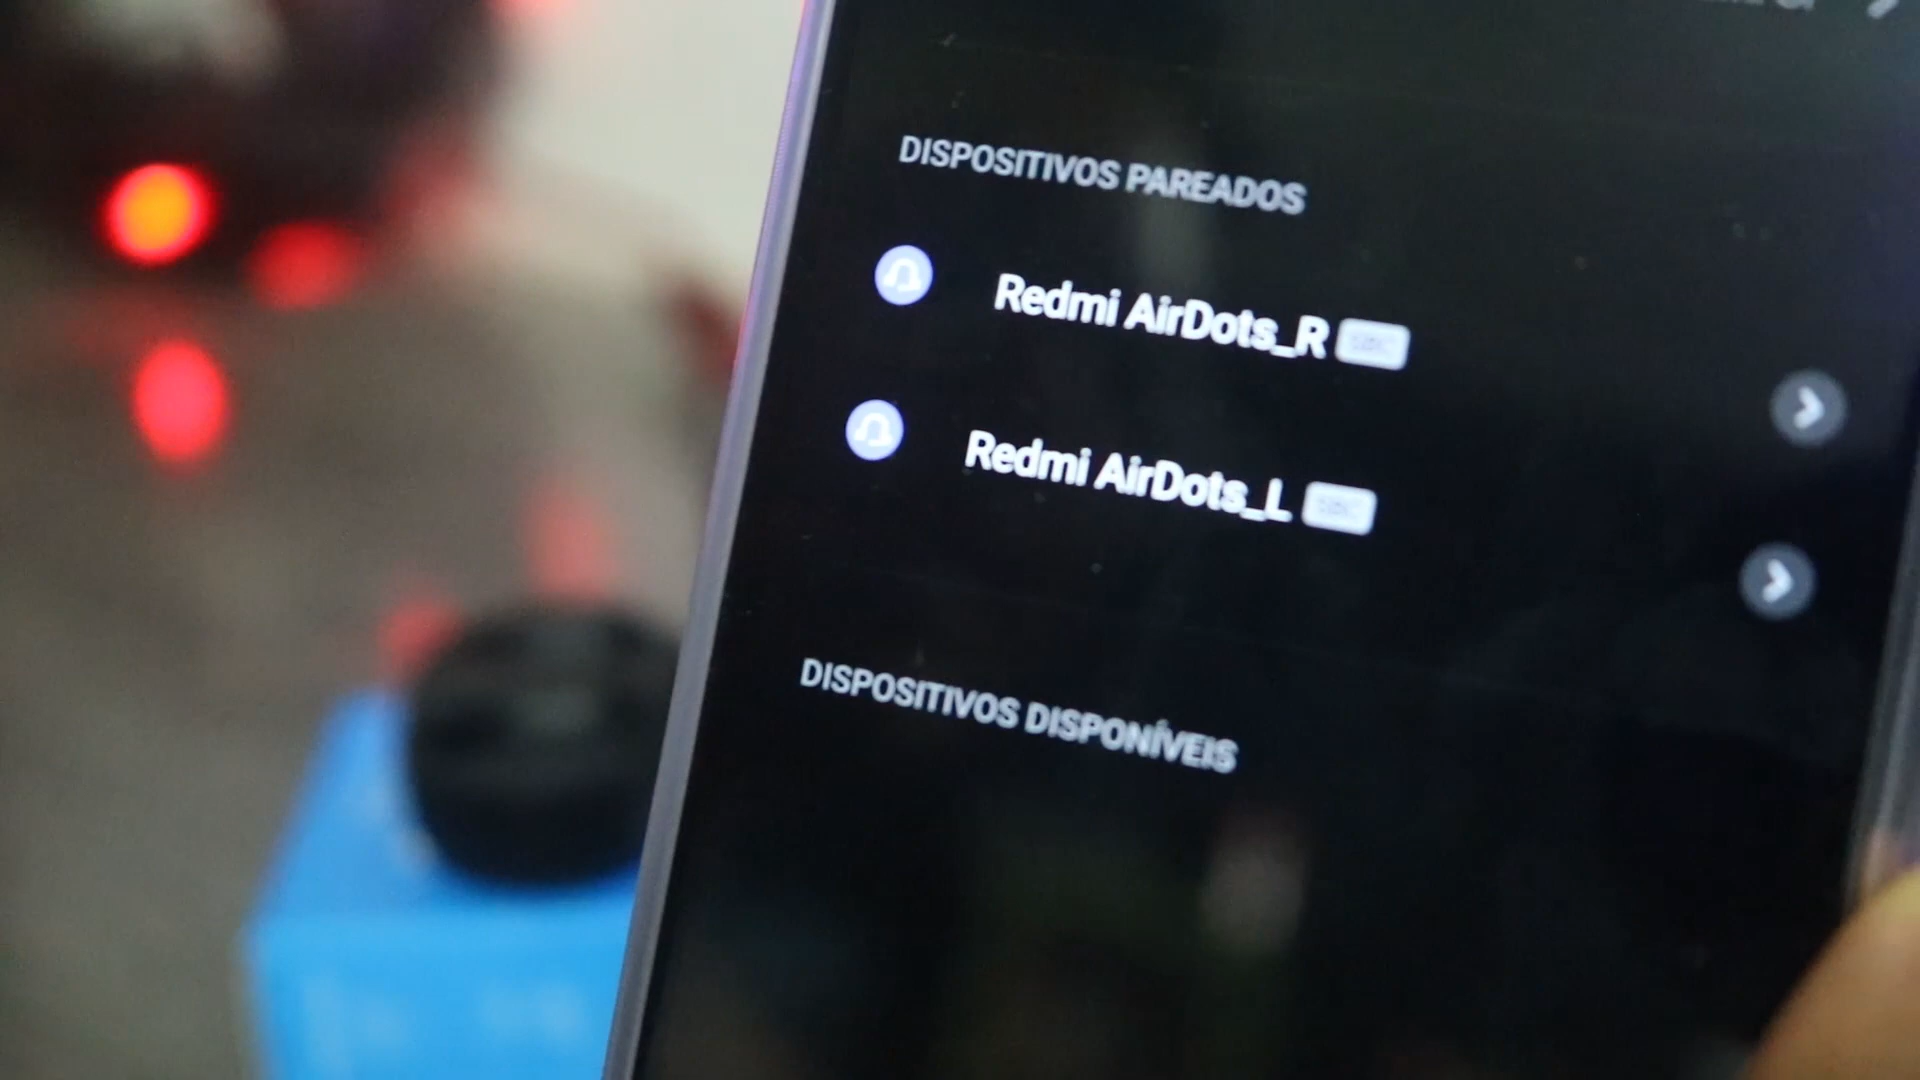 DISPOSITIVOS PAREADOS
Redmi AirDots_R
Redmi AirDots_L
DISPOSITIVOS DISPONÍVEIS